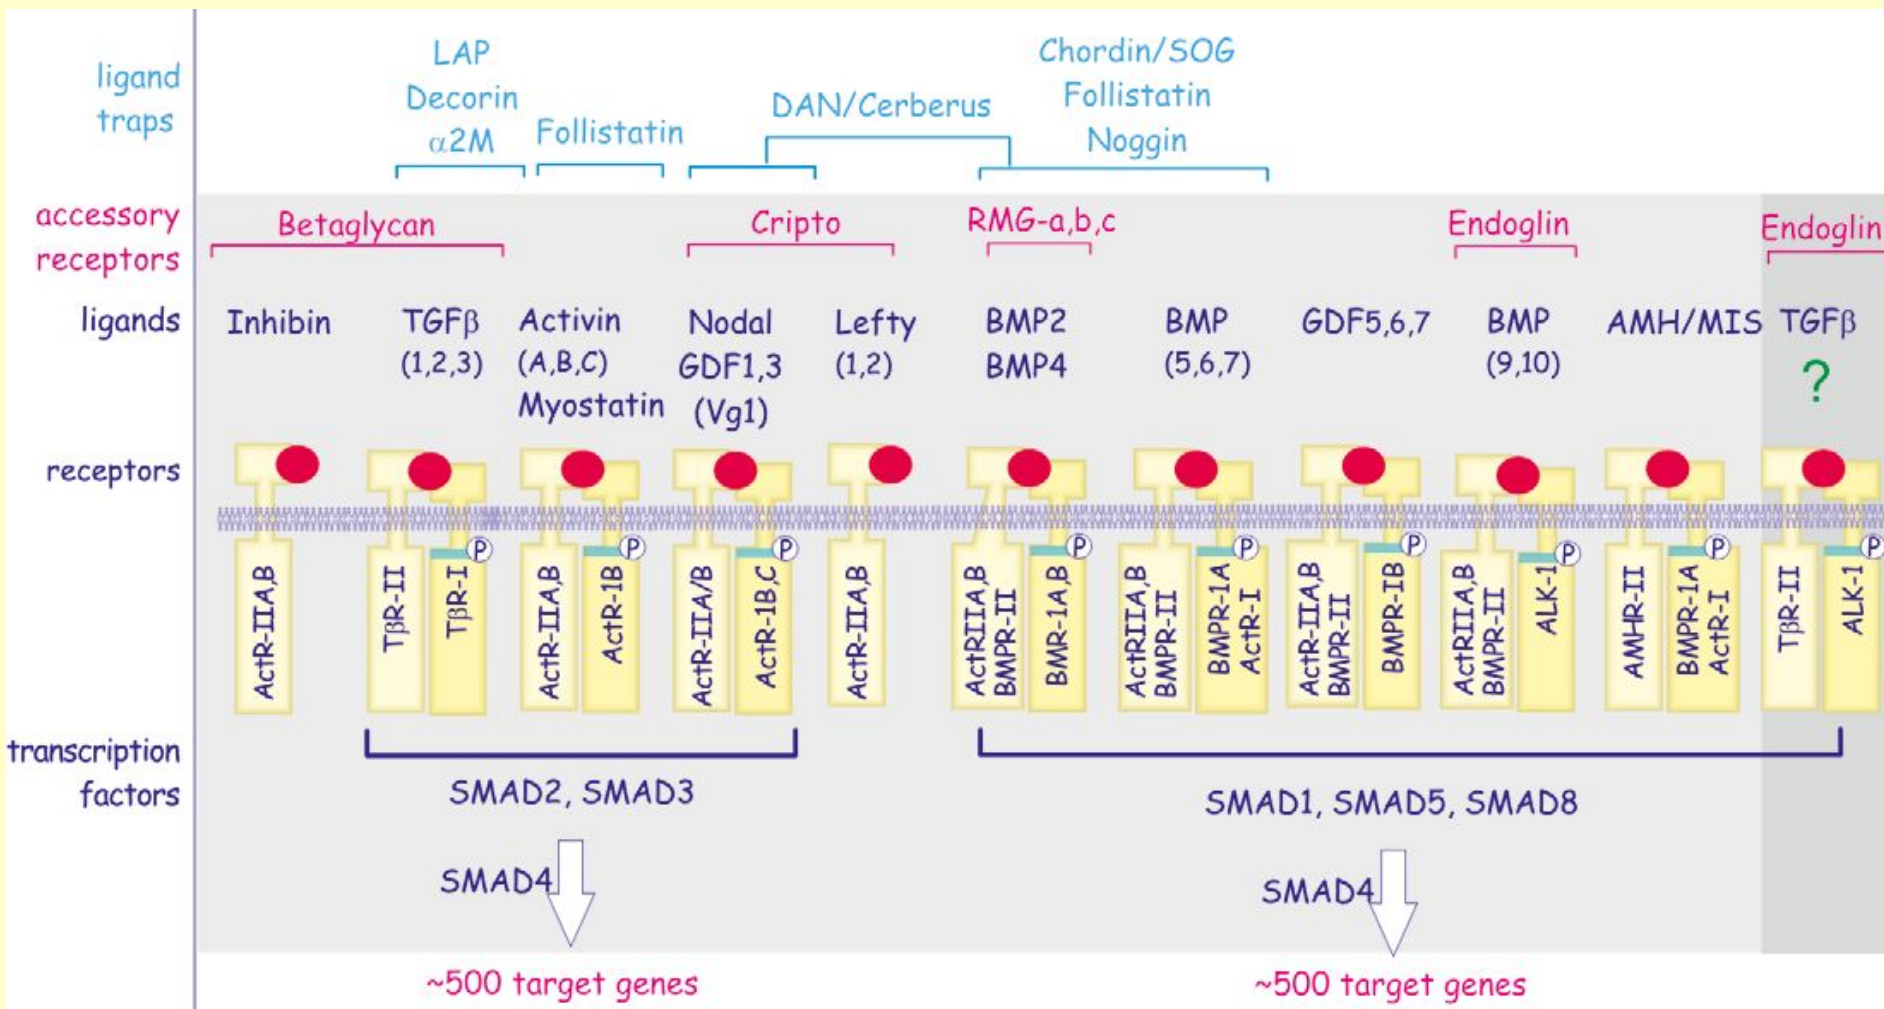 ligand
traps
LAP
Decorin
α2M
Follistatin
DAN/Cerberus
Chordin/SOG
Follistatin
Noggin
accessory
receptors
Betaglycan
Cripto
RMG-a,b,c
Endoglin
Endoglin
ligands
Inhibin
TGFβ
(1,2,3)
Activin
(A,B,C)
Myostatin
Nodal
GDF1,3
(Vg1)
Lefty
(1,2)
BMP2
BMP4
BMP
(5,6,7)
GDF5,6,7
BMP
(9,10)
AMH/MIS
TGFβ
?
receptors
P
P
P
P
P
P
P
P
P
ActR-IIA,B
TβR-II
TβR-I
ActR-IIA,B
ActR-1B
ActR-IIA/B
ActR-1B,C
ActR-IIA,B
ActRIIA,B
BMPR-II
BMR-1A,B
ActRIIA,B
BMPR-II
BMPR-1A
ActR-I
ActR-IIA,B
BMPR-II
BMPR-IB
ActRIIA,B
BMPR-II
ALK-1
AMHR-II
BMPR-1A
ActR-I
TβR-II
ALK-1
transcription
factors
SMAD2, SMAD3
SMAD1, SMAD5, SMAD8
SMAD4
SMAD4
~500 target genes
~500 target genes